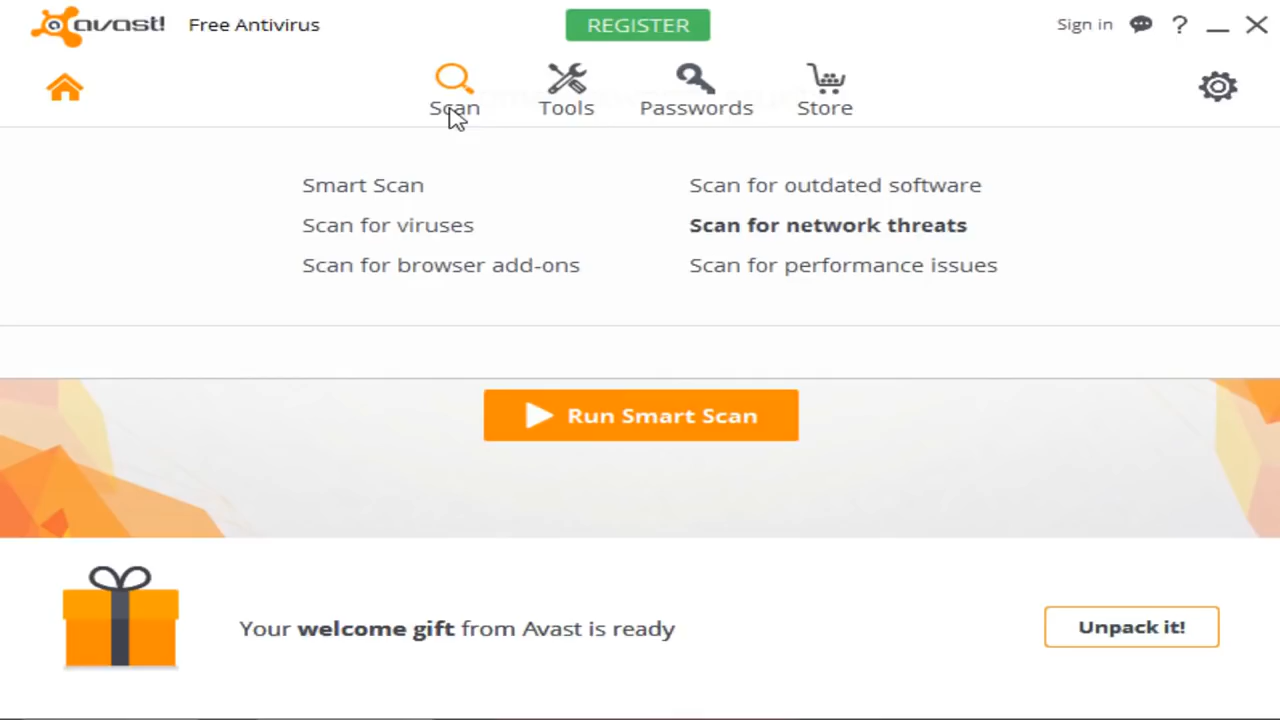 avast! Free Antivirus REGISTER Sign in ?
Scan Tools Passwords Store
Smart Scan Scan for outdated software
Scan for viruses Scan for network threats
Scan for browser add-ons Scan for performance issues
Run Smart Scan
Your welcome gift from Avast is ready Unpack it!